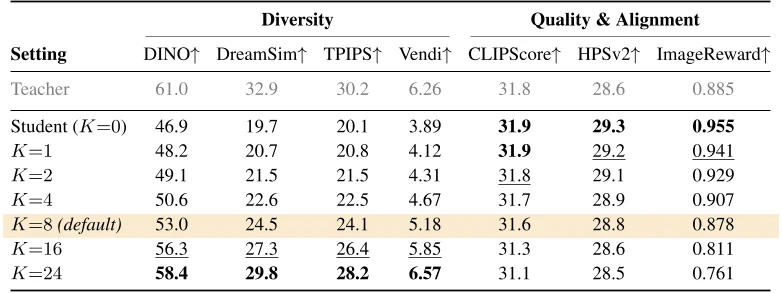 Diversity Quality & Alignment
Setting DINO↑ DreamSim↑ TPIPS↑ Vendi↑ CLIPScore↑ HPSv2↑ ImageReward↑
Teacher 61.0 32.9 30.2 6.26 31.8 28.6 0.885
Student (K=0) 46.9 19.7 20.1 3.89 31.9 29.3 0.955
K=1 48.2 20.7 20.8 4.12 31.9 29.2 0.941
K=2 49.1 21.5 21.5 4.31 31.8 29.1 0.929
K=4 50.6 22.6 22.5 4.67 31.7 28.9 0.907
K=8 (default) 53.0 24.5 24.1 5.18 31.6 28.8 0.878
K=16 56.3 27.3 26.4 5.85 31.3 28.6 0.811
K=24 58.4 29.8 28.2 6.57 31.1 28.5 0.761